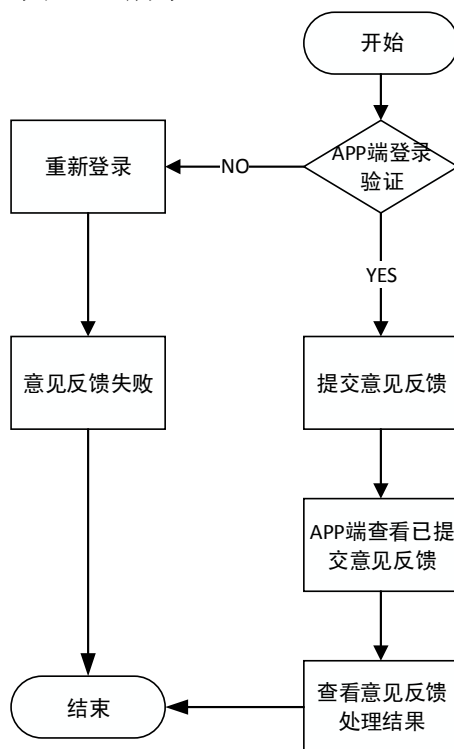 开始
APP端登录
验证
NO
重新登录
YES
意见反馈失败
提交意见反馈
APP端查看已提
交意见反馈
查看意见反馈
处理结果
结束